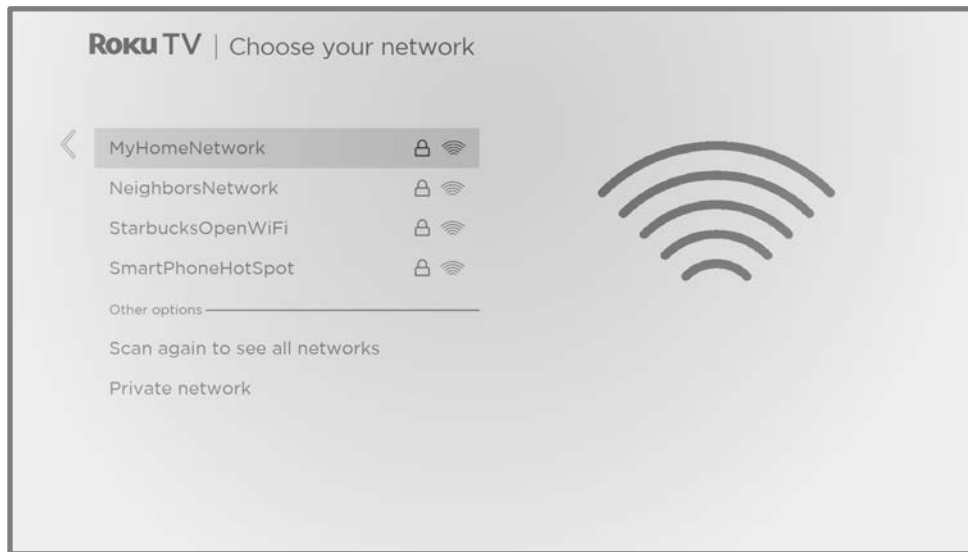 Roku TV | Choose your network
MyHomeNetwork
NeighborsNetwork
StarbucksOpenWiFi
SmartPhoneHotSpot
Other options
Scan again to see all networks
Private network